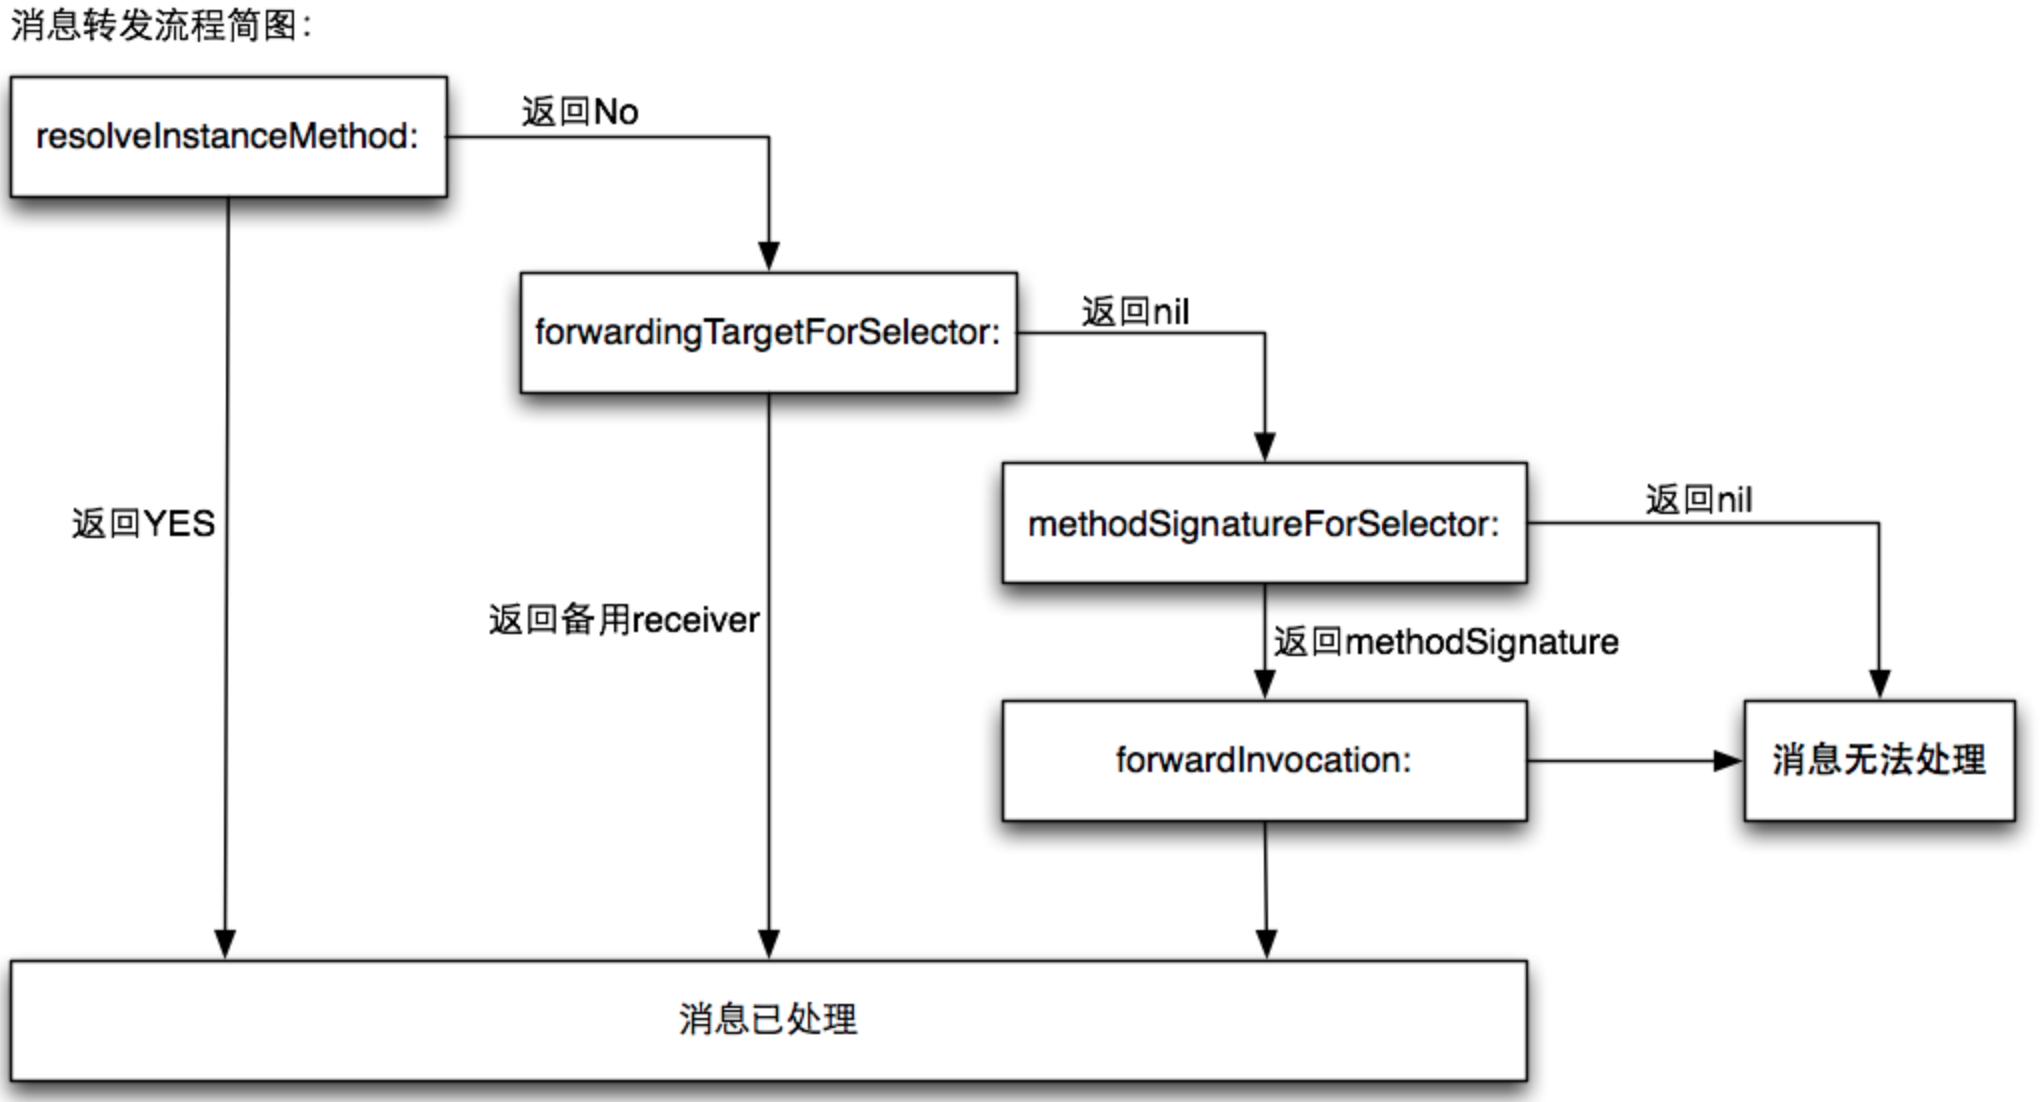 消息转发流程简图：
resolveInstanceMethod:
返回No
forwardingTargetForSelector:
返回nil
methodSignatureForSelector:
返回nil
返回YES
返回备用receiver
返回methodSignature
forwardInvocation:
消息无法处理
消息已处理